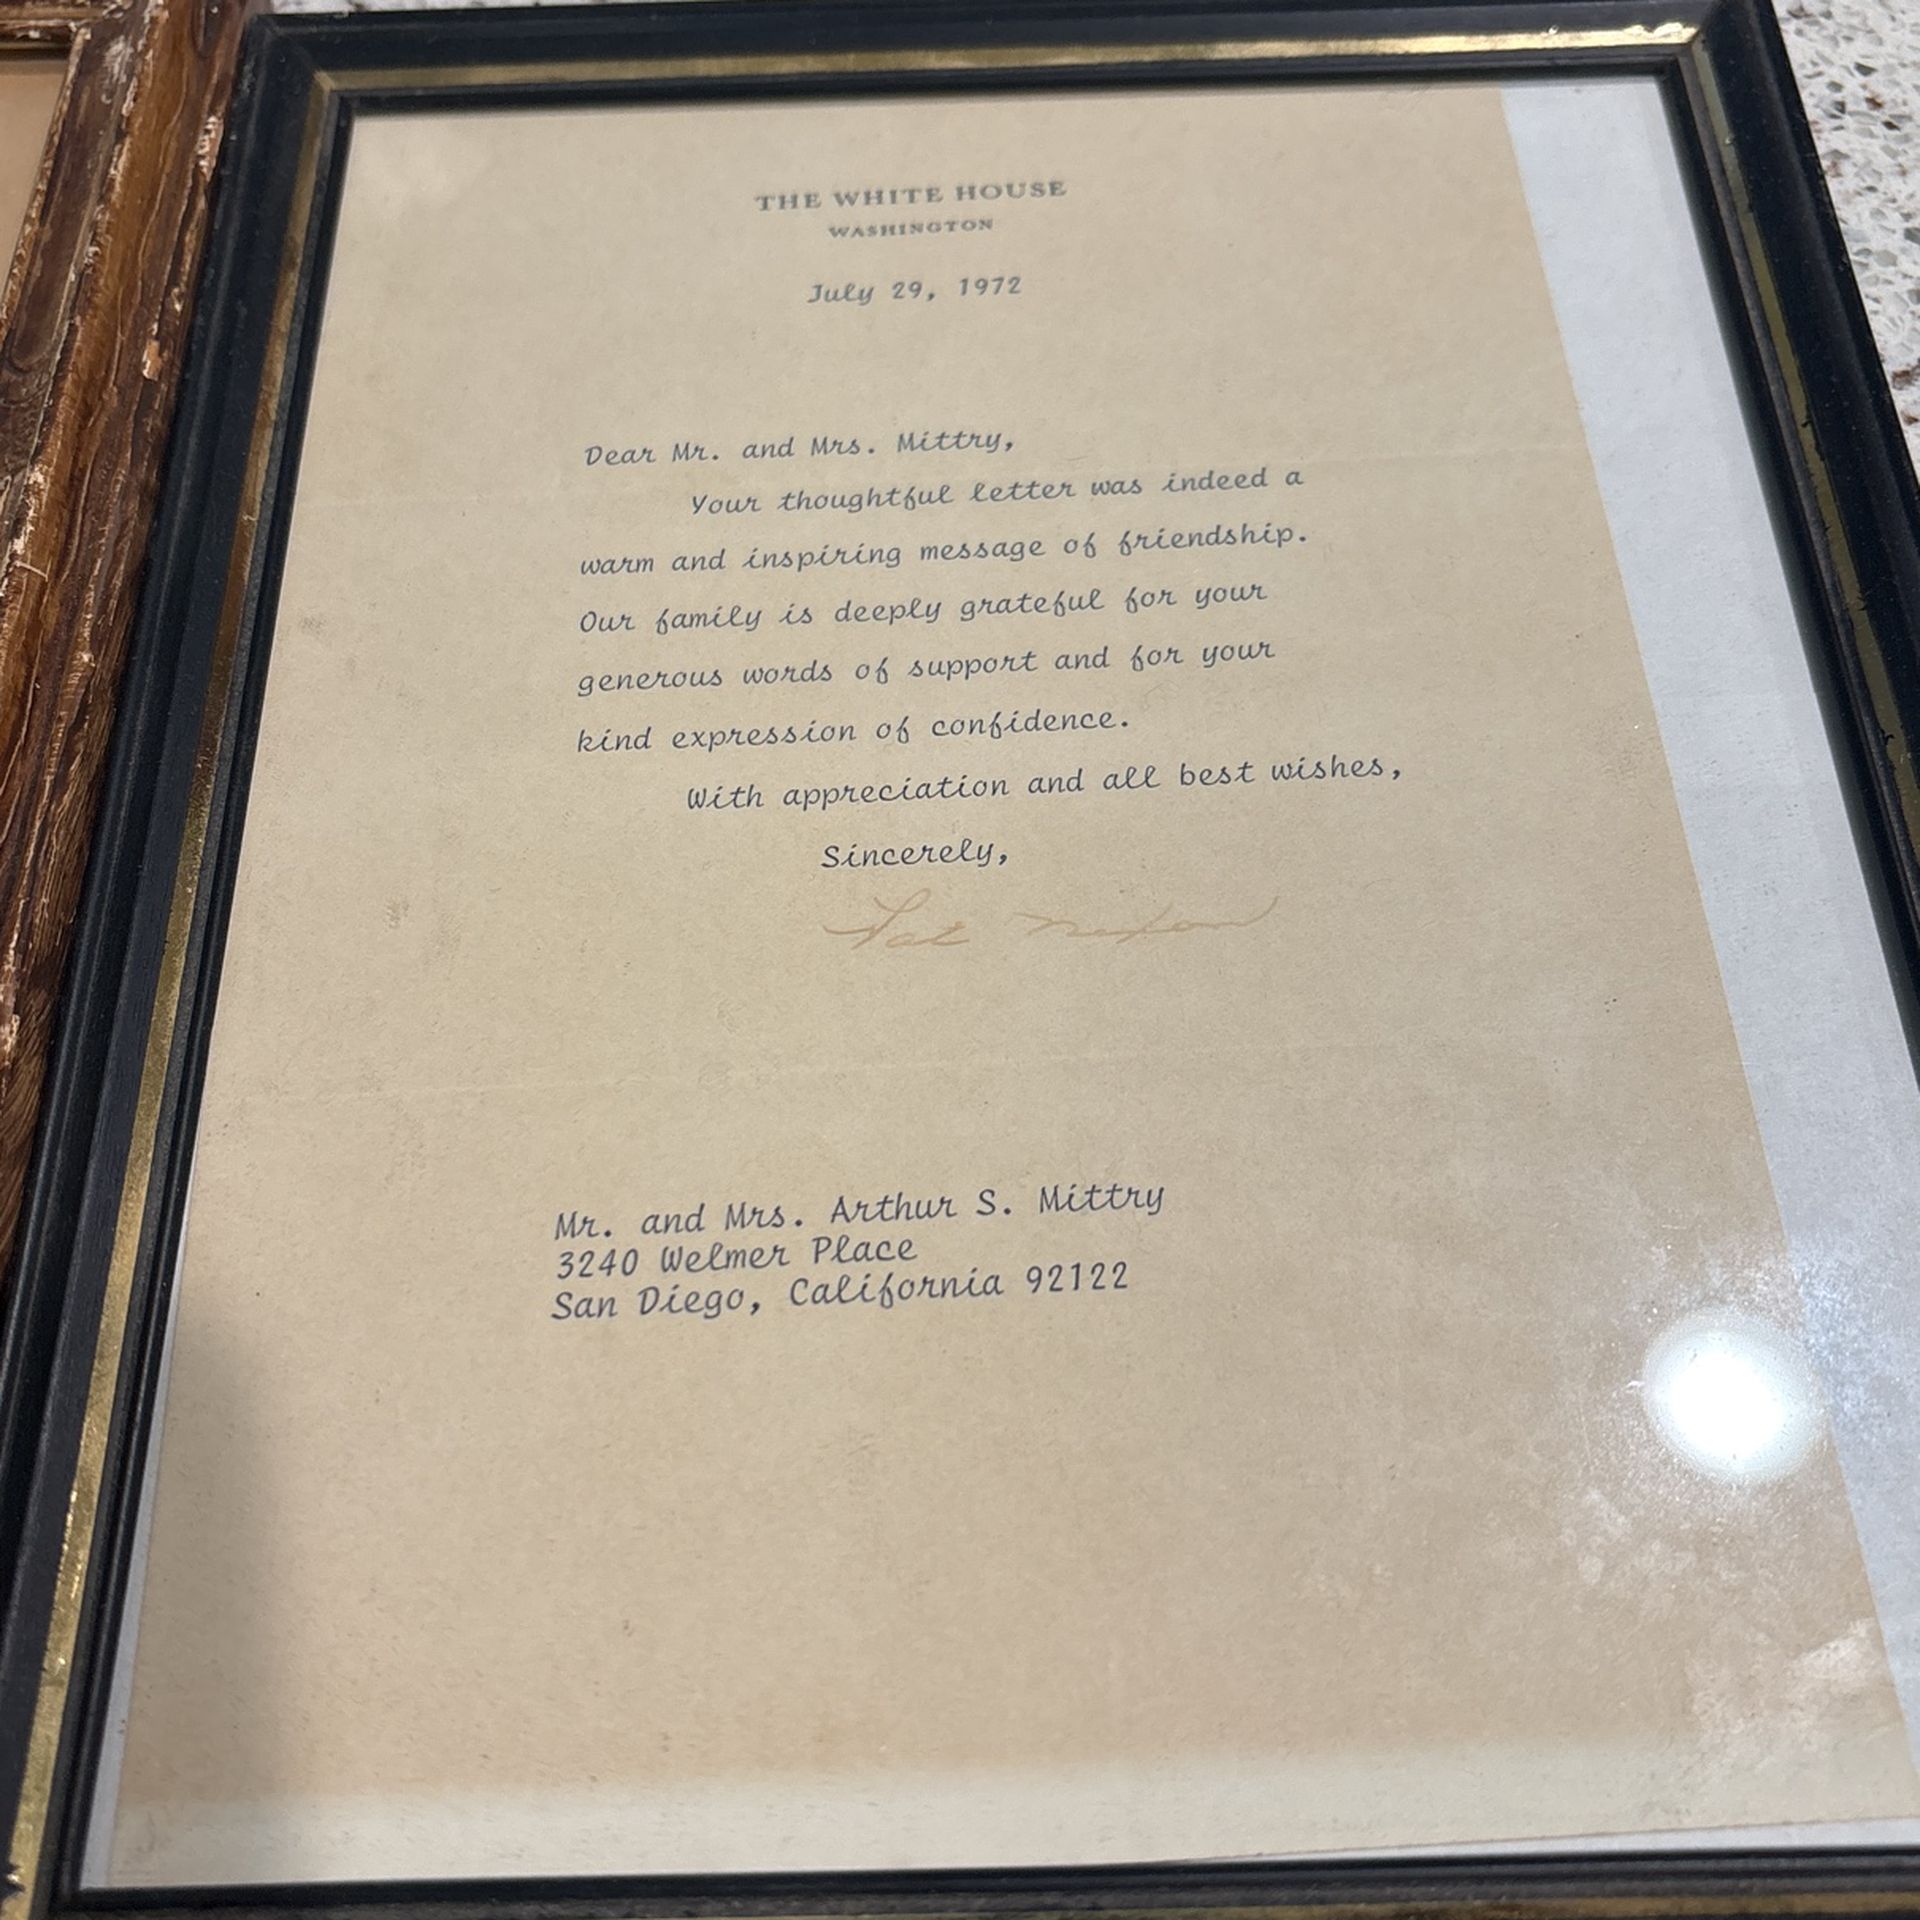 THE WHITE HOUSE
WASHINGTON
July 29, 1972
Dear Mr. and Mrs. Mittry,
Your thoughtful letter was indeed a
warm and inspiring message of friendship.
Our family is deeply grateful for your
generous words of support and for your
kind expression of confidence.
With appreciation and all best wishes,
Sincerely,
Pat Nixon
Mr. and Mrs. Arthur S. Mittry
3240 Welmer Place
San Diego, California 92122